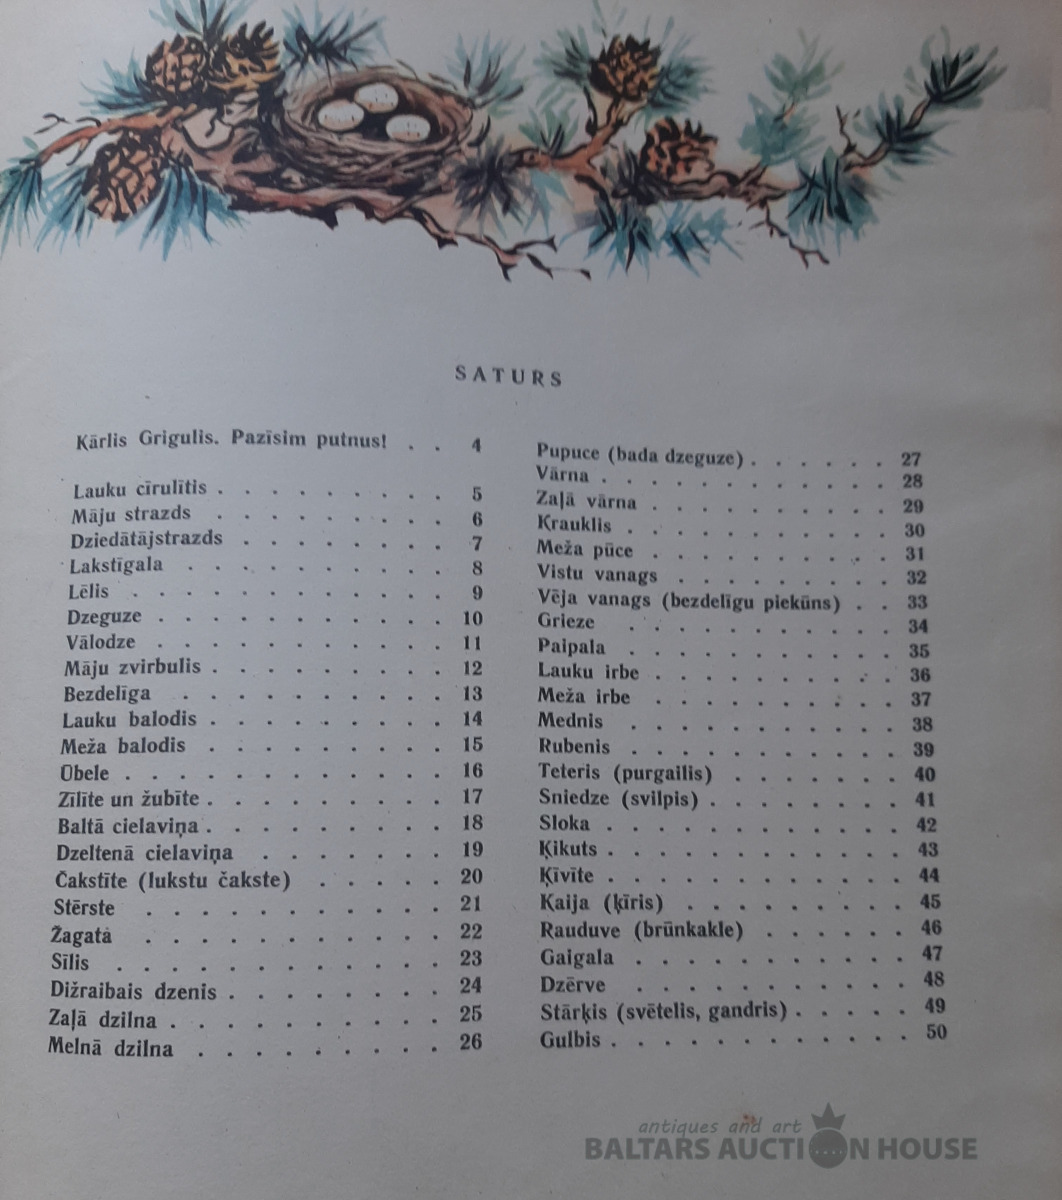 SATURS
Kārlis Grigulis. Pazīsim putnus! . . 4
Lauku cīrulītis . . . . . . . . . 5
Māju strazds . . . . . . . . . 6
Dziedātājstrazds . . . . . . . . 7
Lakstīgala . . . . . . . . . . 8
Lēlis . . . . . . . . . . . . 9
Dzeguze . . . . . . . . . . . 10
Vālodze . . . . . . . . . . . 11
Māju zvirbulis . . . . . . . . . 12
Bezdelīga . . . . . . . . . . 13
Lauku balodis . . . . . . . . . 14
Meža balodis . . . . . . . . . 15
Ūbele . . . . . . . . . . . . 16
Zīlīte un žubīte . . . . . . . . . 17
Baltā cielaviņa . . . . . . . . . 18
Dzeltenā cielaviņa . . . . . . . 19
Čakstīte (lukstu čakste) . . . . . 20
Stērste . . . . . . . . . . . 21
Žagata . . . . . . . . . . . 22
Sīlis . . . . . . . . . . . . 23
Dižraibais dzenis . . . . . . . . 24
Zaļā dzilna . . . . . . . . . . 25
Melnā dzilna . . . . . . . . . 26
Pupuce (bada dzeguze) . . . . . . 27
Vārna . . . . . . . . . . . . 28
Zaļā vārna . . . . . . . . . . 29
Krauklis . . . . . . . . . . . 30
Meža pūce . . . . . . . . . . 31
Vistu vanags . . . . . . . . . 32
Vēja vanags (bezdelīgu piekūns) . . 33
Grieze . . . . . . . . . . . 34
Paipala . . . . . . . . . . . 35
Lauku irbe . . . . . . . . . . 36
Meža irbe . . . . . . . . . . 37
Mednis . . . . . . . . . . . 38
Rubenis . . . . . . . . . . . 39
Teteris (purgailis) . . . . . . . 40
Sniedze (svilpis) . . . . . . . . 41
Sloka . . . . . . . . . . . . 42
Ķikuts . . . . . . . . . . . . 43
Ķīvīte . . . . . . . . . . . . 44
Kaija (ķīris) . . . . . . . . . 45
Rauduve (brūnkakle) . . . . . . 46
Gaigala . . . . . . . . . . . 47
Dzērve . . . . . . . . . . . 48
Stārķis (svētelis, gandris) . . . . . 49
Gulbis . . . . . . . . . . . . 50
antiques and art
BALTARS AUCTION HOUSE